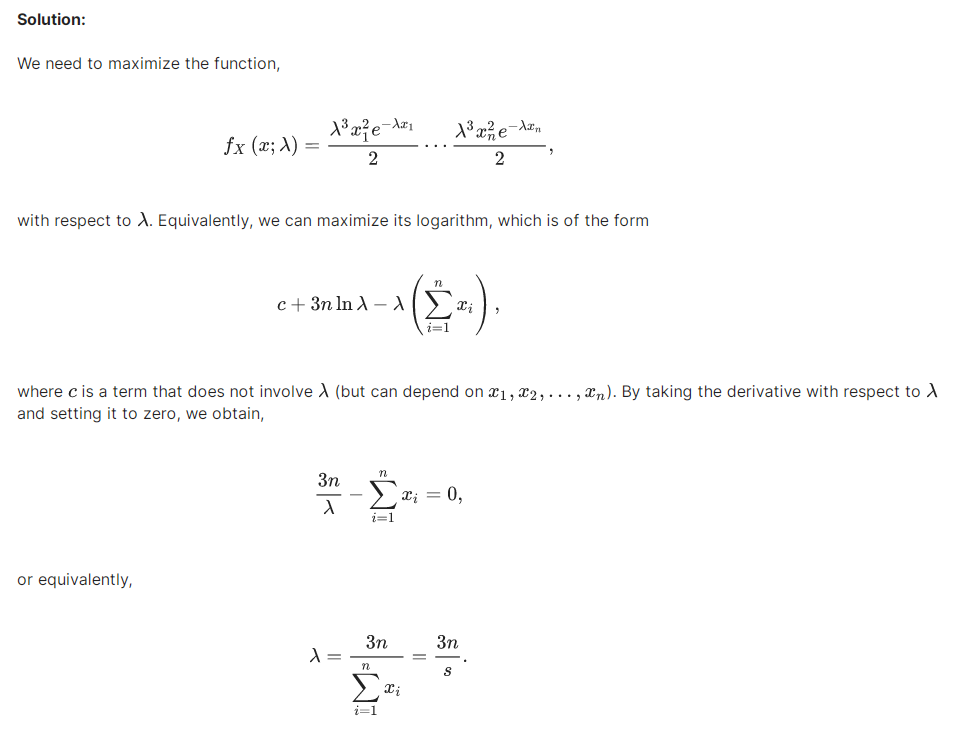 Solution:
We need to maximize the function,
$f_X(x;\lambda) = \frac{\lambda^3 x_1^2 e^{-\lambda x_1}}{2} \cdots \frac{\lambda^3 x_n^2 e^{-\lambda x_n}}{2},$
with respect to $\lambda$. Equivalently, we can maximize its logarithm, which is of the form
$c + 3n \ln \lambda - \lambda \left( \sum_{i=1}^{n} x_i \right),$
where $c$ is a term that does not involve $\lambda$ (but can depend on $x_1, x_2, \ldots, x_n$). By taking the derivative with respect to $\lambda$
and setting it to zero, we obtain,
$\frac{3n}{\lambda} - \sum_{i=1}^{n} x_i = 0,$
or equivalently,
$\lambda = \frac{3n}{\sum_{i=1}^{n} x_i} = \frac{3n}{s}.$